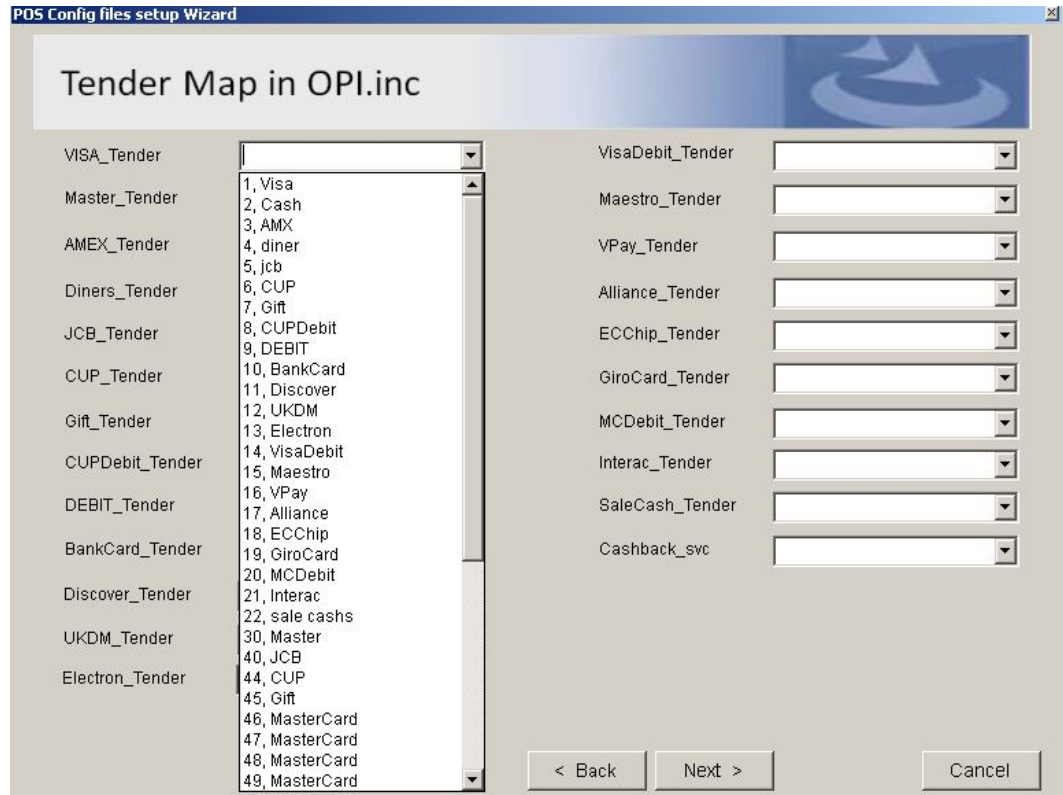 POS Config files setup Wizard
Tender Map in OPI.inc
VISA_Tender
Master_Tender
AMEX_Tender
Diners_Tender
JCB_Tender
CUP_Tender
Gift_Tender
CUPDebit_Tender
DEBIT_Tender
BankCard_Tender
Discover_Tender
UKDM_Tender
Electron_Tender
1, Visa
2, Cash
3, AMX
4, diner
5, jcb
6, CUP
7, Gift
8, CUPDebit
9, DEBIT
10, BankCard
11, Discover
12, UKDM
13, Electron
14, VisaDebit
15, Maestro
16, VPay
17, Alliance
18, ECChip
19, GiroCard
20, MCDebit
21, Interac
22, sale cashs
30, Master
40, JCB
44, CUP
45, Gift
46, MasterCard
47, MasterCard
48, MasterCard
49, MasterCard
VisaDebit_Tender
Maestro_Tender
VPay_Tender
Alliance_Tender
ECChip_Tender
GiroCard_Tender
MCDebit_Tender
Interac_Tender
SaleCash_Tender
Cashback_svc
< Back
Next >
Cancel